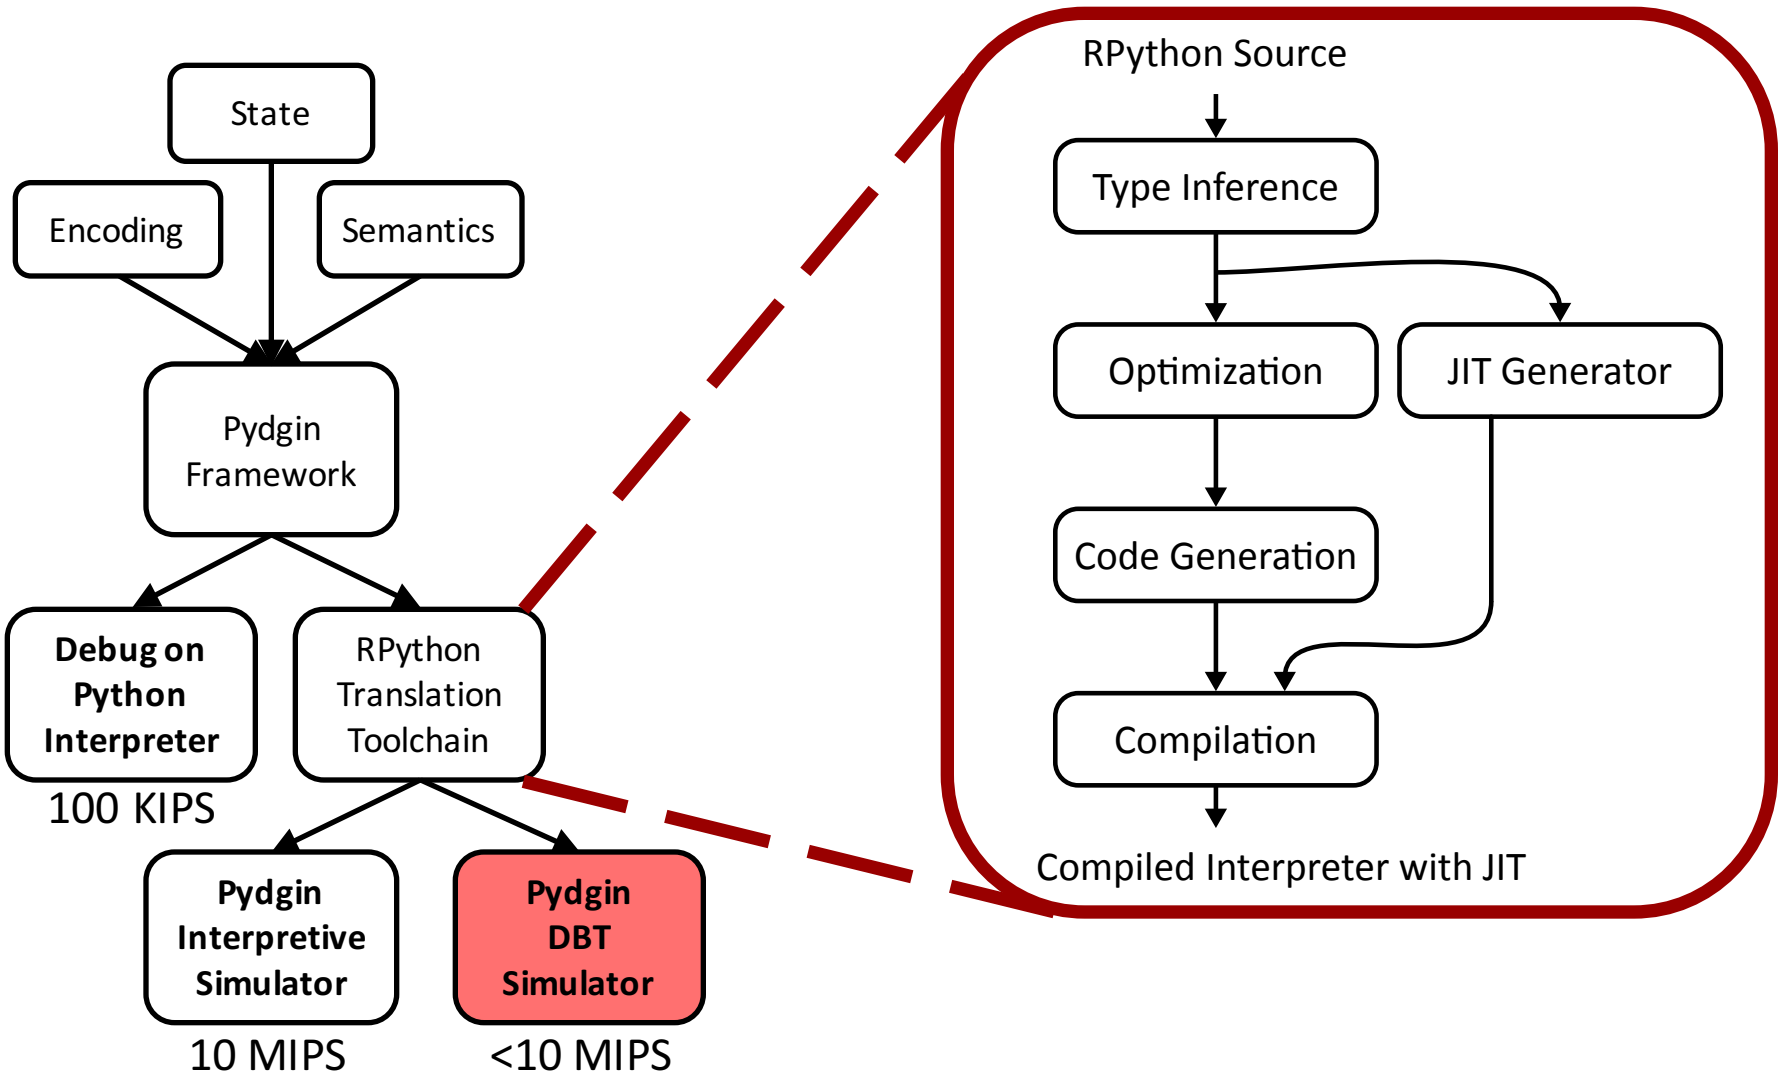 State
Encoding
Semantics
Pydgin
Framework
Debug on
Python
Interpreter
100 KIPS
RPython
Translation
Toolchain
Pydgin
Interpretive
Simulator
10 MIPS
Pydgin
DBT
Simulator
<10 MIPS
RPython Source
Type Inference
Optimization
JIT Generator
Code Generation
Compilation
Compiled Interpreter with JIT